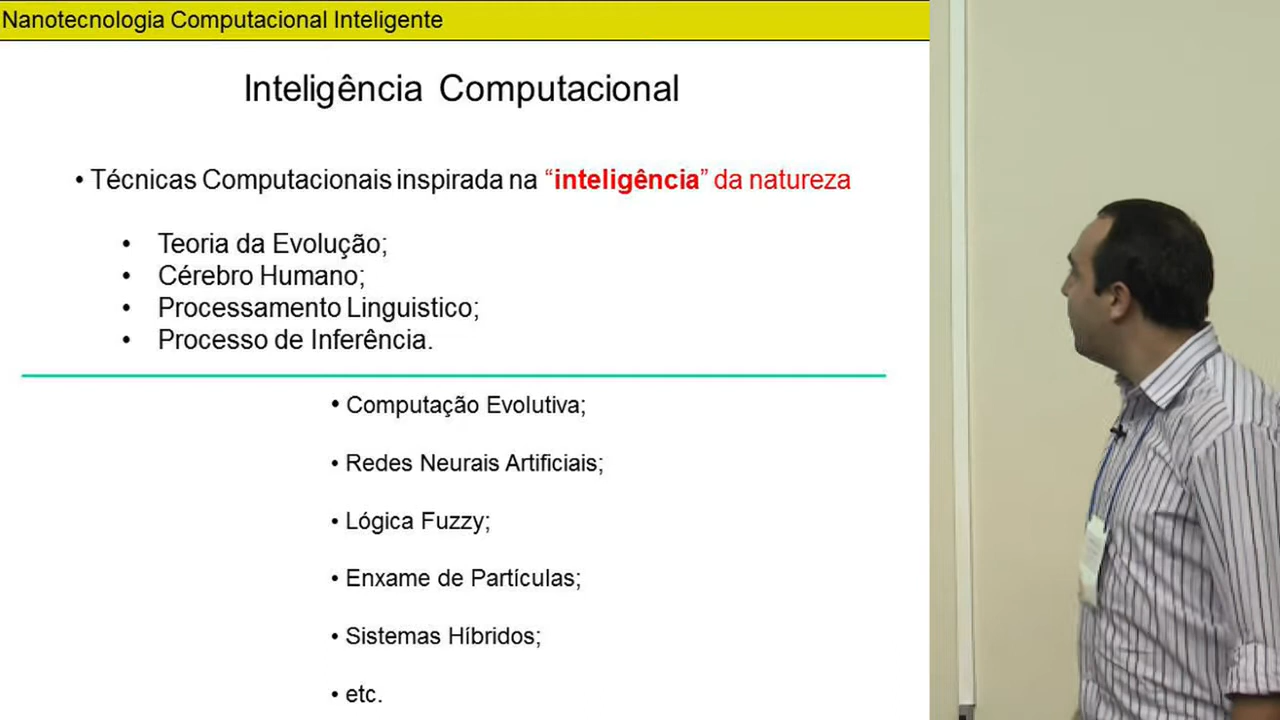 Nanotecnologia Computacional Inteligente
Inteligência Computacional
• Técnicas Computacionais inspirada na “inteligência” da natureza
• Teoria da Evolução;
• Cérebro Humano;
• Processamento Linguistico;
• Processo de Inferência.
• Computação Evolutiva;
• Redes Neurais Artificiais;
• Lógica Fuzzy;
• Enxame de Partículas;
• Sistemas Híbridos;
• etc.